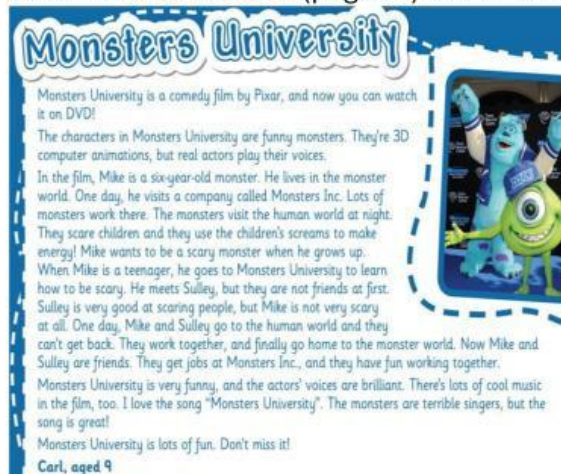 Monsters University
Monsters University is a comedy film by Pixar, and now you can watch
it on DVD!
The characters in Monsters University are funny monsters. They're 3D
computer animations, but real actors play their voices.
In the film, Mike is a six-year-old monster. He lives in the monster
world. One day, he visits a company called Monsters Inc. Lots of
monsters work there. The monsters visit the human world at night.
They scare children and they use the children's screams to make
energy! Mike wants to be a scary monster when he grows up.
When Mike is a teenager, he goes to Monsters University to learn
how to be scary. He meets Sulley, but they are not friends at first.
Sulley is very good at scaring people, but Mike is not very scary
at all. One day, Mike and Sulley go to the human world and they
can't get back. They work together, and finally go home to the monster world. Now Mike and
Sulley are friends. They get jobs at Monsters Inc., and they have fun working together.
Monsters University is very funny, and the actors' voices are brilliant. There's lots of cool music
in the film, too. I love the song "Monsters University". The monsters are terrible singers, but the
song is great!
Monsters University is lots of fun. Don't miss it!
Carl, aged 9